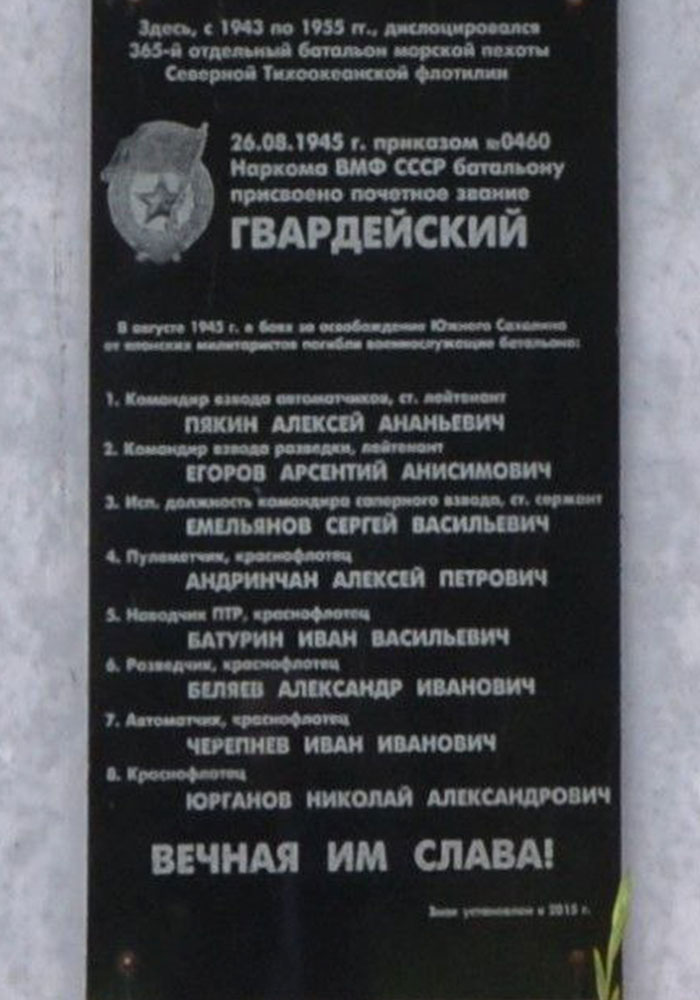 Здесь, с 1943 по 1955 гг., дислоцировался
365-й отдельный батальон морской пехоты
Северной Тихоокеанской флотилии
26.08.1945 г. приказом №0460
Наркома ВМФ СССР батальону
присвоено почетное звание
ГВАРДЕЙСКИЙ
В августе 1945 г. в боях за освобождение Южного Сахалина
от японских милитаристов погибли военнослужащие батальона:
1. Командир взвода автоматчиков, ст. лейтенант
ПЯКИН АЛЕКСЕЙ АНАНЬЕВИЧ
2. Командир взвода разведки, лейтенант
ЕГОРОВ АРСЕНТИЙ АНИСИМОВИЧ
3. Исп. должность командира саперного взвода, ст. сержант
ЕМЕЛЬЯНОВ СЕРГЕЙ ВАСИЛЬЕВИЧ
4. Пулеметчик, краснофлотец
АНДРИНЧАН АЛЕКСЕЙ ПЕТРОВИЧ
5. Наводчик ПТР, краснофлотец
БАТУРИН ИВАН ВАСИЛЬЕВИЧ
6. Разведчик, краснофлотец
БЕЛЯЕВ АЛЕКСАНДР ИВАНОВИЧ
7. Автоматчик, краснофлотец
ЧЕРЕПНЕВ ИВАН ИВАНОВИЧ
8. Краснофлотец
ЮРГАНОВ НИКОЛАЙ АЛЕКСАНДРОВИЧ
ВЕЧНАЯ ИМ СЛАВА!
Знак установлен в 2015 г.